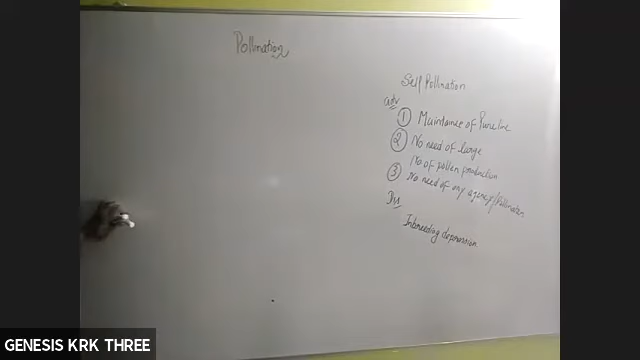 Pollination
Self Pollination
adv
① Maintaince of Pureline
② No need of large
No of pollen production
③ No need of any agency/Pollination
Dis
Inbreeding depression
GENESIS KRK THREE